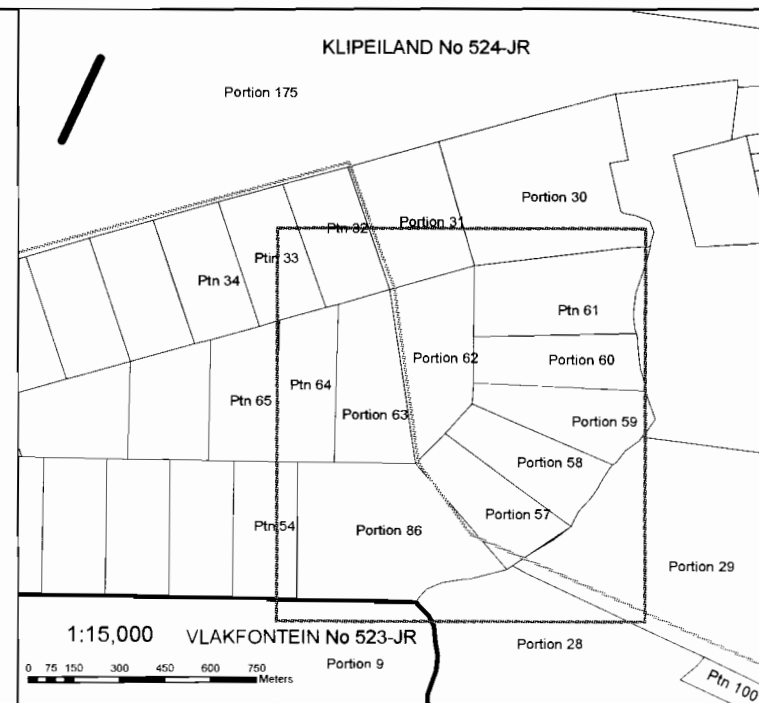 KLIPEILAND No 524-JR
Portion 175
Portion 30
Portion 31
Ptn 32
Ptn 33
Ptn 34
Ptn 61
Portion 62
Portion 60
Ptn 64
Ptn 65
Portion 63
Portion 59
Portion 58
Portion 57
Ptn 54
Portion 86
Portion 29
1:15,000
VLAKFONTEIN No 523-JR
Portion 28
Portion 9
0 75 150 300 450 600 750
Meters
Ptn 100